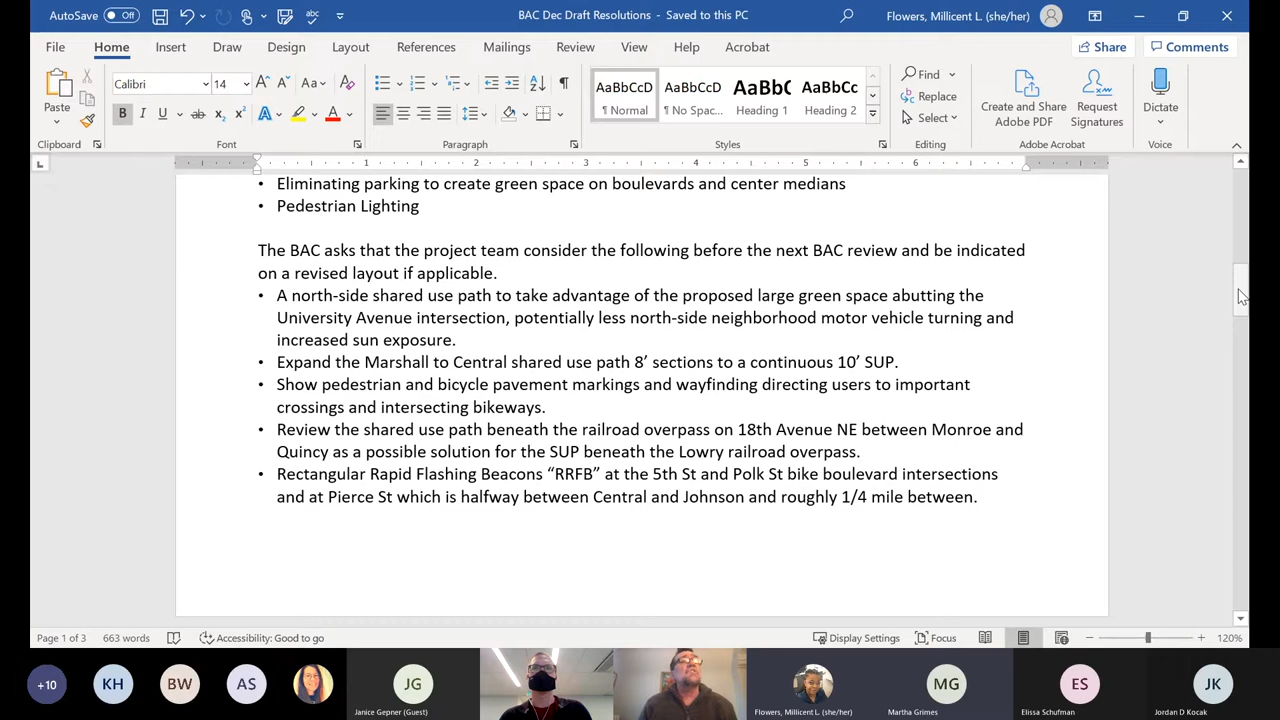 AutoSave Off
BAC Dec Draft Resolutions - Saved to this PC
Flowers, Millicent L. (she/her)
File Home Insert Draw Design Layout References Mailings Review View Help Acrobat
Share Comments
Paste
Clipboard
Calibri 14
Aa
B I U ab x2 x2 A A
Font
Paragraph
AaBbCcD AaBbCcD AaBbC AaBbCc
¶ Normal ¶ No Spac... Heading 1 Heading 2
Styles
Find
Replace
Select
Editing
Create and Share Adobe PDF
Request Signatures
Adobe Acrobat
Dictate
Voice
1 2 3 4 5 6
• Eliminating parking to create green space on boulevards and center medians
• Pedestrian Lighting
The BAC asks that the project team consider the following before the next BAC review and be indicated
on a revised layout if applicable.
• A north-side shared use path to take advantage of the proposed large green space abutting the
University Avenue intersection, potentially less north-side neighborhood motor vehicle turning and
increased sun exposure.
• Expand the Marshall to Central shared use path 8’ sections to a continuous 10’ SUP.
• Show pedestrian and bicycle pavement markings and wayfinding directing users to important
crossings and intersecting bikeways.
• Review the shared use path beneath the railroad overpass on 18th Avenue NE between Monroe and
Quincy as a possible solution for the SUP beneath the Lowry railroad overpass.
• Rectangular Rapid Flashing Beacons “RRFB” at the 5th St and Polk St bike boulevard intersections
and at Pierce St which is halfway between Central and Johnson and roughly 1/4 mile between.
Page 1 of 3 663 words Accessibility: Good to go Display Settings Focus 120%
+10 KH BW AS JG MG ES JK
Janice Gepner (Guest) Flowers, Millicent L. (she/her) Martha Grimes Elissa Schufman Jordan D Kocak